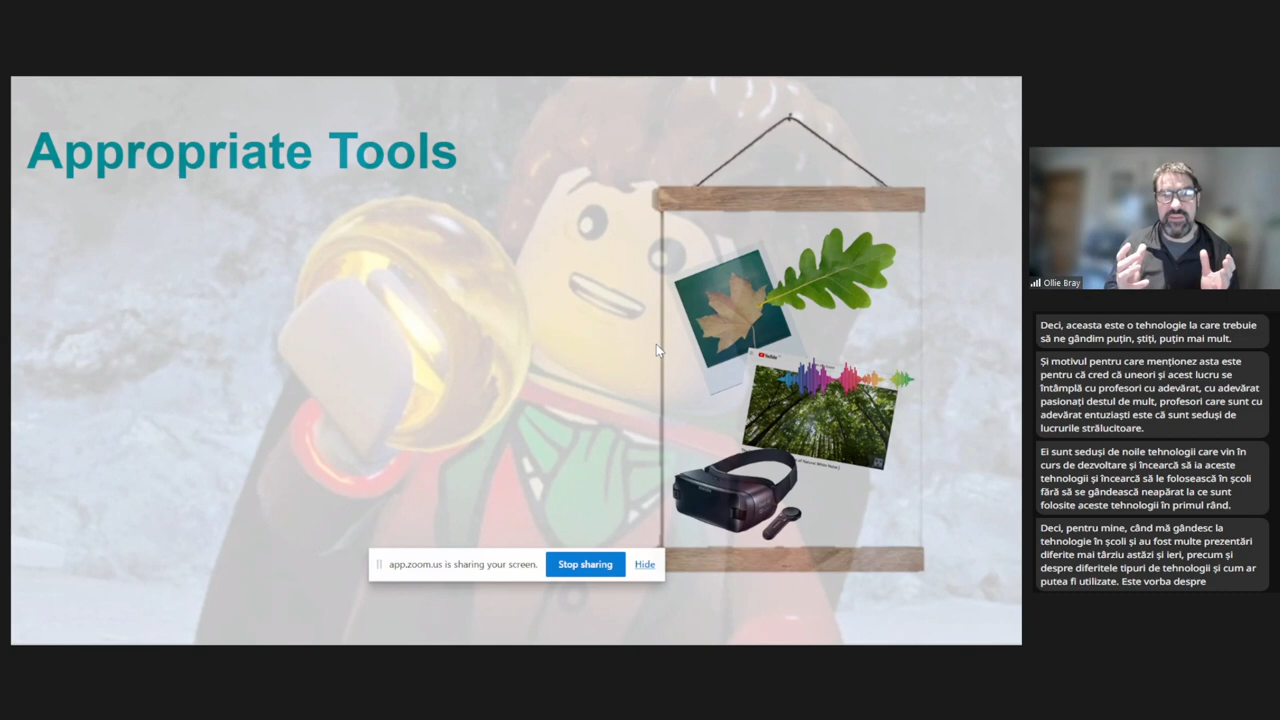 Appropriate Tools
YouTube
of Natural White Noise
app.zoom.us is sharing your screen.
Stop sharing
Hide
Ollie Bray
Deci, aceasta este o tehnologie la care trebuie
să ne gândim puțin, știți, puțin mai mult.
Și motivul pentru care menționez asta este
pentru că cred că uneori și acest lucru se
întâmplă cu profesori cu adevărat, cu adevărat
pasionați destul de mult, profesori care sunt cu
adevărat entuziaști este că sunt seduși de
lucrurile strălucitoare.
Ei sunt seduși de noile tehnologii care vin în
curs de dezvoltare și încearcă să ia aceste
tehnologii și încearcă să le folosească în școli
fără să se gândească neapărat la ce sunt
folosite aceste tehnologii în primul rând.
Deci, pentru mine, când mă gândesc la
tehnologie în școli și au fost multe prezentări
diferite mai târziu astăzi și ieri, precum și
despre diferitele tipuri de tehnologii și cum ar
putea fi utilizate. Este vorba despre